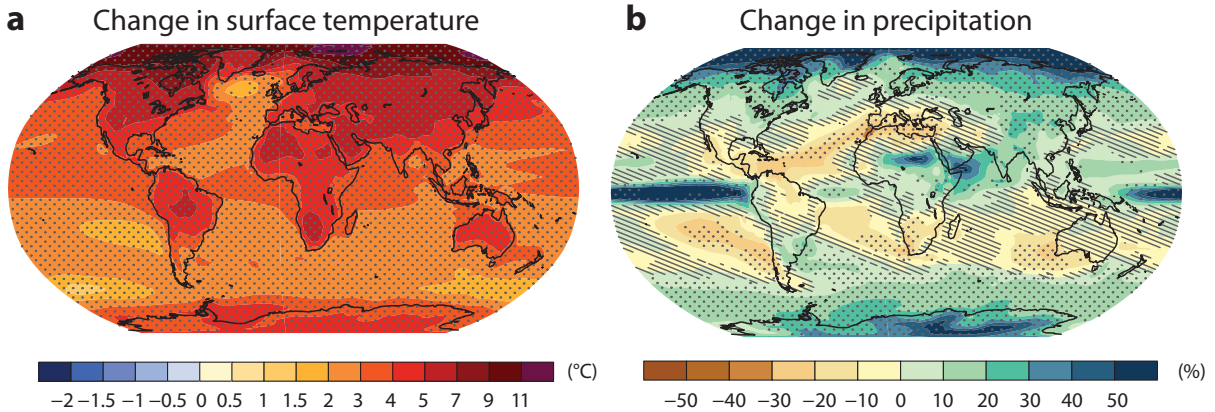 a Change in surface temperature
b Change in precipitation
(°C)
−2 −1.5 −1 −0.5 0 0.5 1 1.5 2 3 4 5 7 9 11
(%)
−50 −40 −30 −20 −10 0 10 20 30 40 50